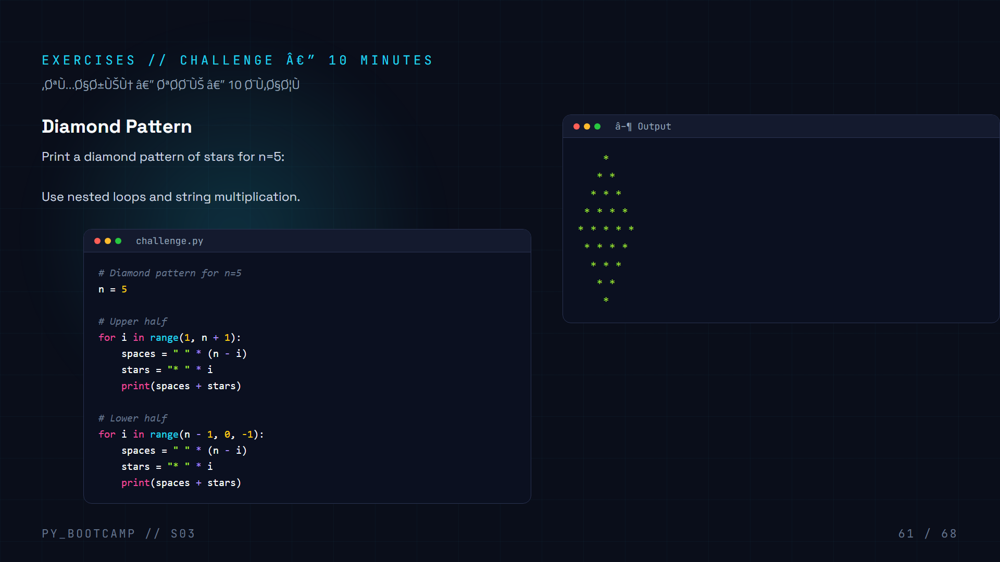 EXERCISES // CHALLENGE Â€” 10 MINUTES
‚ØªÙ…Ø§Ø±ÙŠÙ† â€” ØªØØ¯ÙŠ â€” 10 Ø¯Ù‚Ø§Ø¦Ù
Diamond Pattern
Print a diamond pattern of stars for n=5:
Use nested loops and string multiplication.
challenge.py
# Diamond pattern for n=5
n = 5
# Upper half
for i in range(1, n + 1):
    spaces = " " * (n - i)
    stars = "* " * i
    print(spaces + stars)
# Lower half
for i in range(n - 1, 0, -1):
    spaces = " " * (n - i)
    stars = "* " * i
    print(spaces + stars)
â–¶ Output
    *
   * *
  * * *
 * * * *
* * * * *
 * * * *
  * * *
   * *
    *
PY_BOOTCAMP // S03
61 / 68